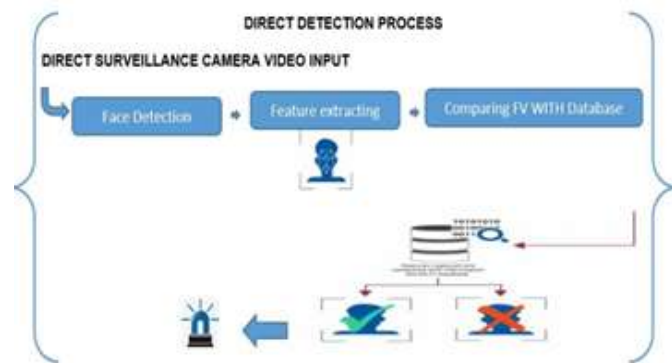 DIRECT DETECTION PROCESS
DIRECT SURVEILLANCE CAMERA VIDEO INPUT
Face Detection
Feature extracting
Comparing FV WITH Database